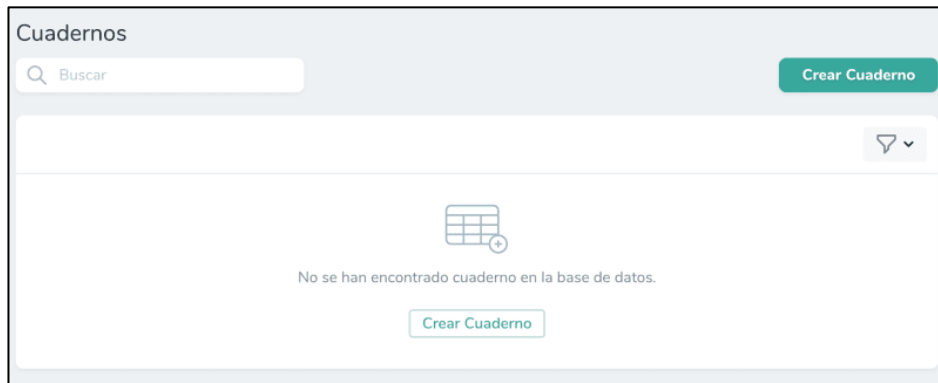 Cuadernos
Buscar
Crear Cuaderno
No se han encontrado cuaderno en la base de datos.
Crear Cuaderno